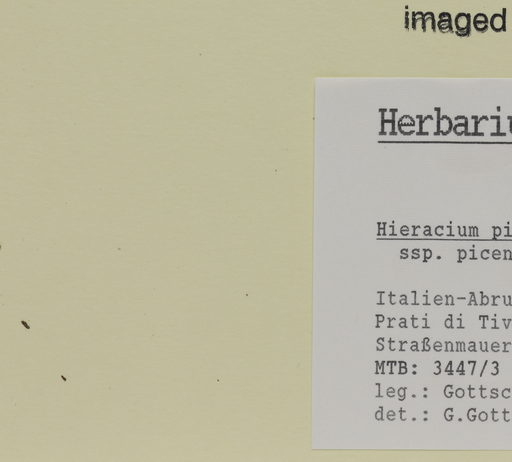 imaged
Herbariu
Hieracium pi
ssp. picen
Italien-Abru
Prati di Tiv
Straßenmauer
MTB: 3447/3
leg.: Gottsc
det.: G.Gott